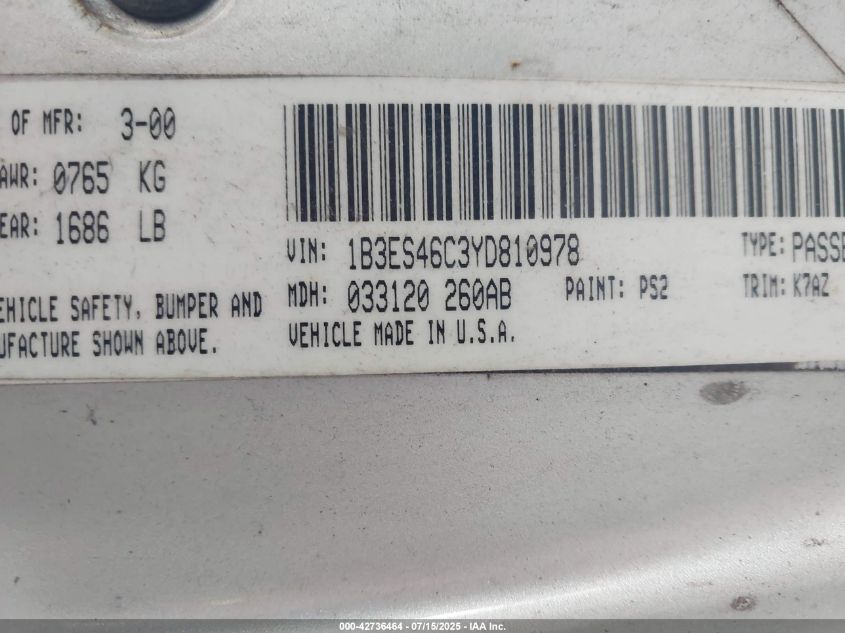 OF MFR: 3-00
AWR: 0765 KG
EAR: 1686 LB
EHICLE SAFETY, BUMPER AND
UFACTURE SHOWN ABOVE.
VIN: 1B3ES46C3YD810978 TYPE: PASSE
MDH: 033120 260AB PAINT: PS2 TRIM: K7AZ
VEHICLE MADE IN U.S.A.
000-42736464 - 07/15/2025 - IAA Inc.